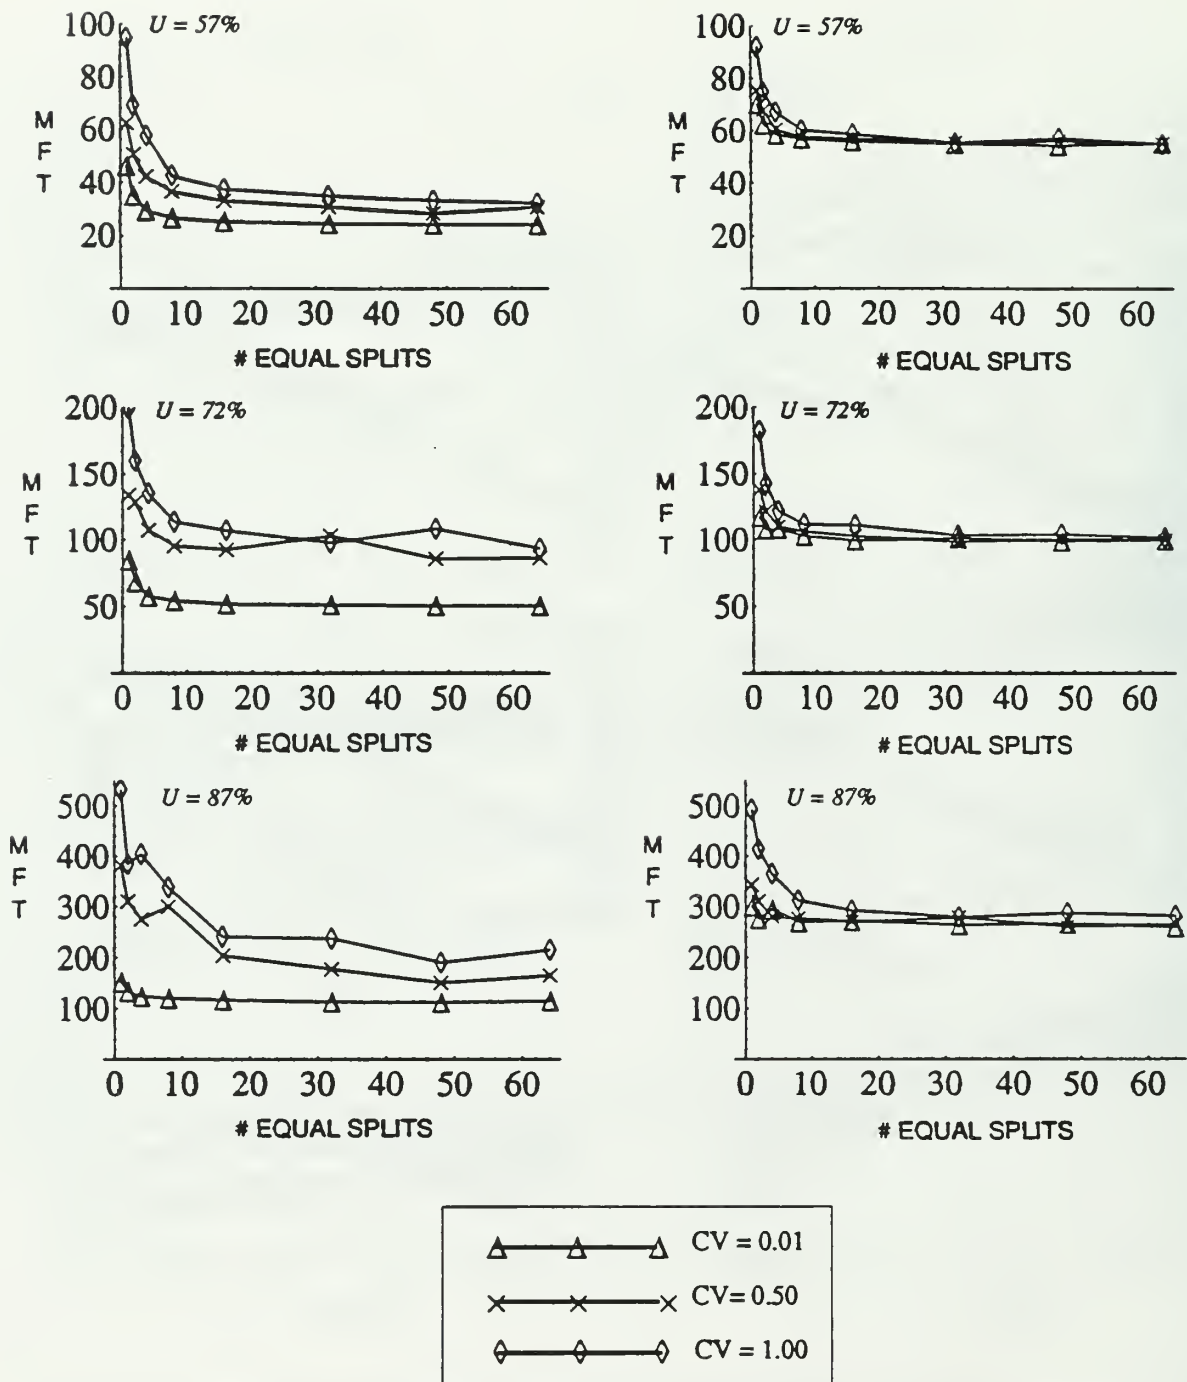 U = 57%
100
80
60
40
20
M
F
T
0 10 20 30 40 50 60
# EQUAL SPLITS
U = 57%
100
80
60
40
20
M
F
T
0 10 20 30 40 50 60
# EQUAL SPLITS
U = 72%
200
150
100
50
M
F
T
0 10 20 30 40 50 60
# EQUAL SPLITS
U = 72%
200
150
100
50
M
F
T
0 10 20 30 40 50 60
# EQUAL SPLITS
U = 87%
500
400
300
200
100
M
F
T
0 10 20 30 40 50 60
# EQUAL SPLITS
U = 87%
500
400
300
200
100
M
F
T
0 10 20 30 40 50 60
# EQUAL SPLITS
CV = 0.01
CV= 0.50
CV = 1.00